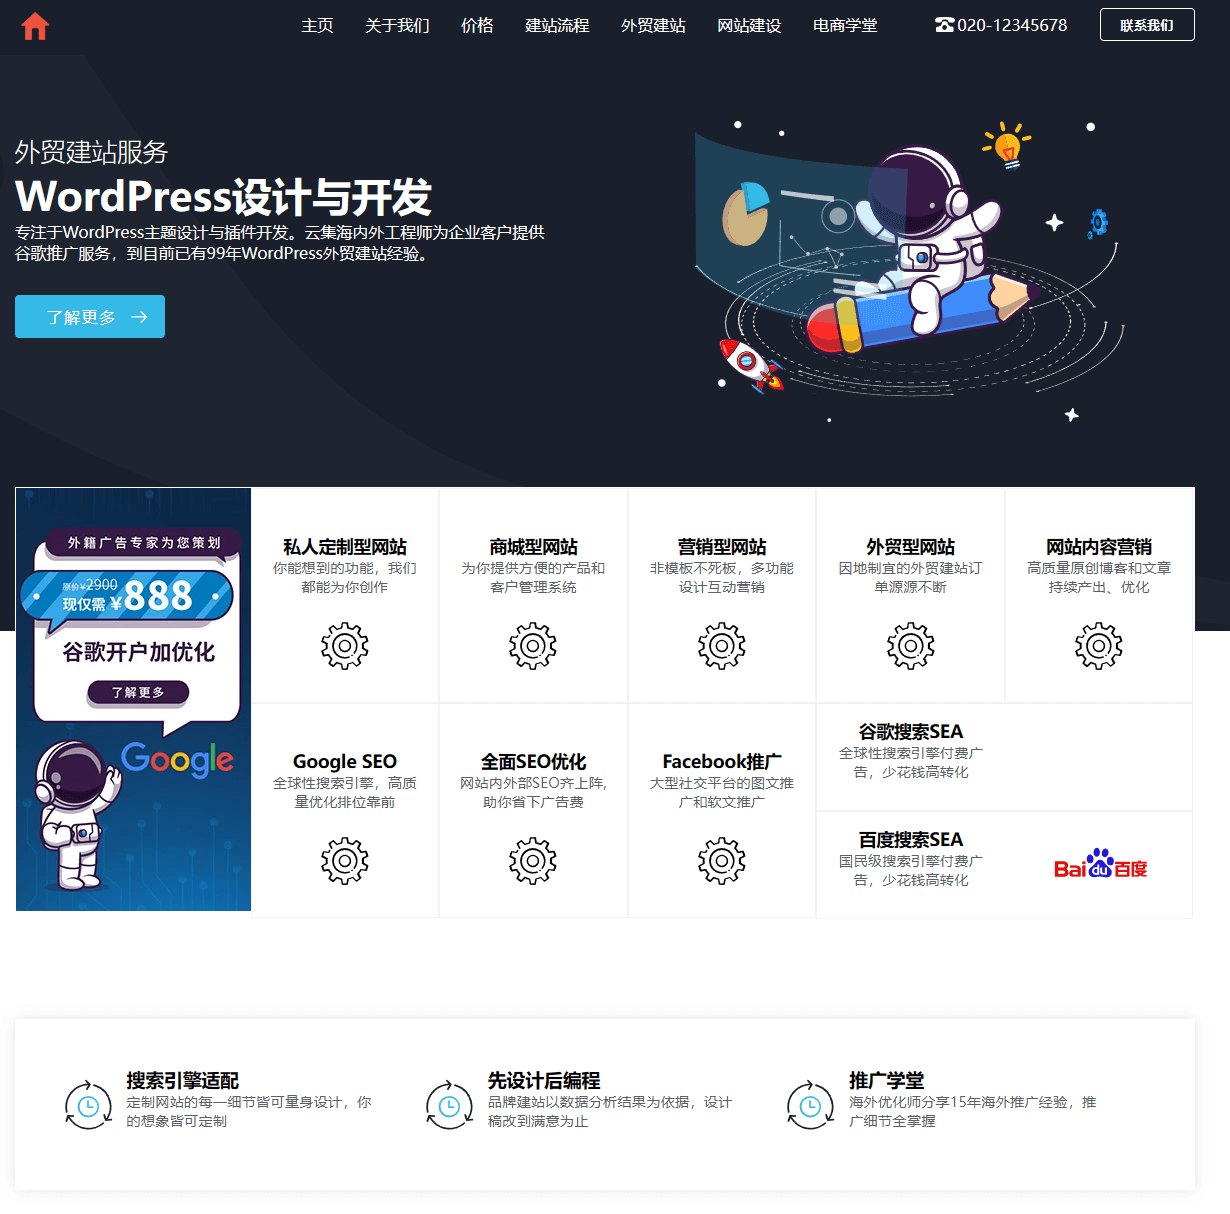 主页 关于我们 价格 建站流程 外贸建站 网站建设 电商学堂 020-12345678 联系我们
外贸建站服务
WordPress设计与开发
专注于WordPress主题设计与插件开发。云集海内外工程师为企业客户提供
谷歌推广服务，到目前已有99年WordPress外贸建站经验。
了解更多
外籍广告专家为您策划
原价¥2900
现仅需 ¥888
谷歌开户加优化
了解更多
Google
私人定制型网站
你能想到的功能，我们
都能为你创作
商城型网站
为你提供方便的产品和
客户管理系统
营销型网站
非模板不死板，多功能
设计互动营销
外贸型网站
因地制宜的外贸建站订
单源源不断
网站内容营销
高质量原创博客和文章
持续产出、优化
Google SEO
全球性搜索引擎，高质
量优化排位靠前
全面SEO优化
网站内外部SEO齐上阵,
助你省下广告费
Facebook推广
大型社交平台的图文推
广和软文推广
谷歌搜索SEA
全球性搜索引擎付费广
告，少花钱高转化
百度搜索SEA
国民级搜索引擎付费广
告，少花钱高转化
Bai du 百度
搜索引擎适配
定制网站的每一细节皆可量身设计，你
的想象皆可定制
先设计后编程
品牌建站以数据分析结果为依据，设计
稿改到满意为止
推广学堂
海外优化师分享15年海外推广经验，推
广细节全掌握